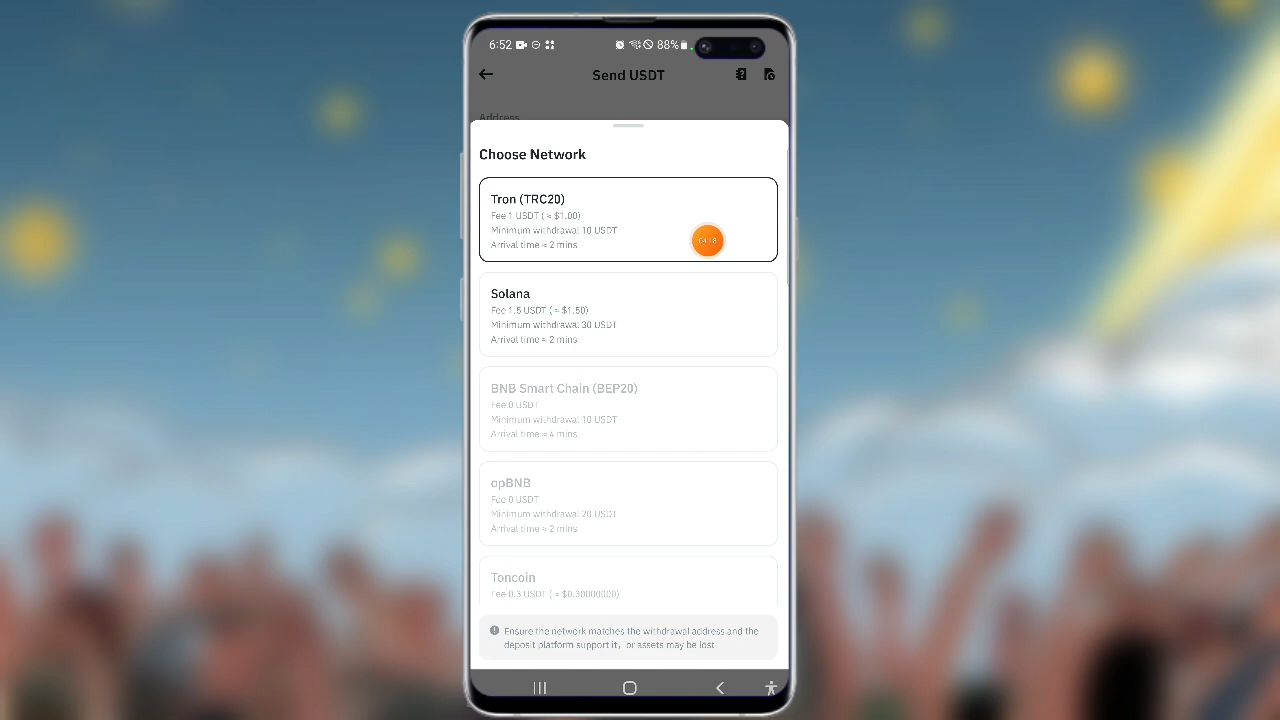 6:52
88%
Send USDT
Address
Choose Network
Tron (TRC20)
Fee 1 USDT ( ≈ $1.00)
Minimum withdrawal 10 USDT
Arrival time ≈ 2 mins
04:18
Solana
Fee 1.5 USDT ( ≈ $1.50)
Minimum withdrawal 30 USDT
Arrival time ≈ 2 mins
BNB Smart Chain (BEP20)
Fee 0 USDT
Minimum withdrawal 10 USDT
Arrival time ≈ 4 mins
opBNB
Fee 0 USDT
Minimum withdrawal 20 USDT
Arrival time ≈ 2 mins
Toncoin
Fee 0.3 USDT ( ≈ $0.30000000)
Ensure the network matches the withdrawal address and the
deposit platform support it, or assets may be lost